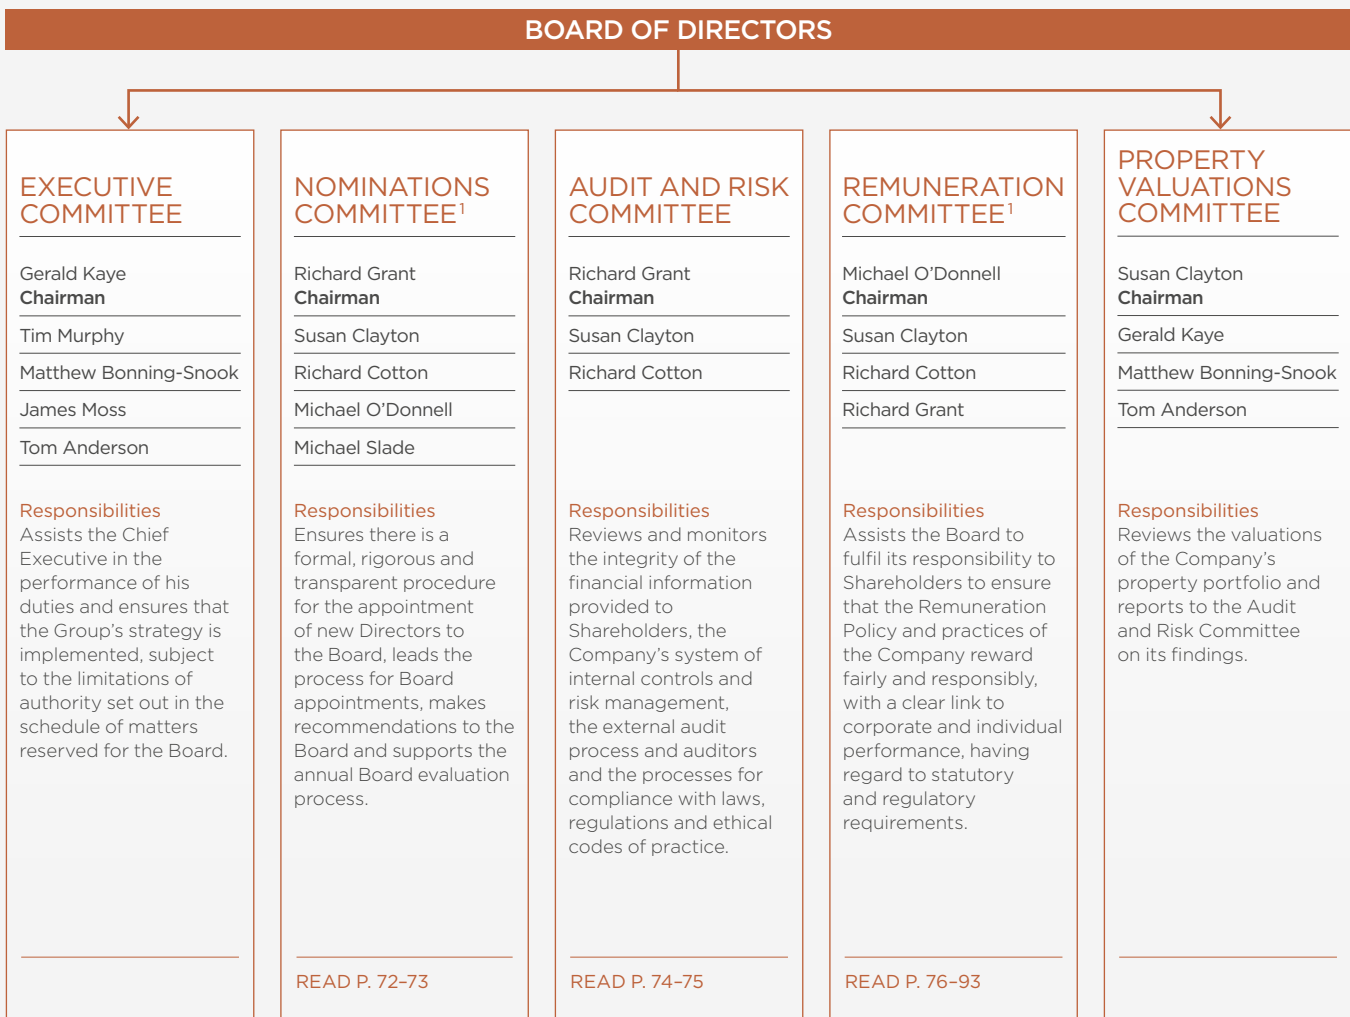 BOARD OF DIRECTORS
EXECUTIVE
COMMITTEE
Gerald Kaye
Chairman
Tim Murphy
Matthew Bonning-Snook
James Moss
Tom Anderson
Responsibilities
Assists the Chief
Executive in the
performance of his
duties and ensures that
the Group’s strategy is
implemented, subject
to the limitations of
authority set out in the
schedule of matters
reserved for the Board.
NOMINATIONS
COMMITTEE¹
Richard Grant
Chairman
Susan Clayton
Richard Cotton
Michael O’Donnell
Michael Slade
Responsibilities
Ensures there is a
formal, rigorous and
transparent procedure
for the appointment
of new Directors to
the Board, leads the
process for Board
appointments, makes
recommendations to the
Board and supports the
annual Board evaluation
process.
READ P. 72–73
AUDIT AND RISK
COMMITTEE
Richard Grant
Chairman
Susan Clayton
Richard Cotton
Responsibilities
Reviews and monitors
the integrity of the
financial information
provided to
Shareholders, the
Company’s system of
internal controls and
risk management,
the external audit
process and auditors
and the processes for
compliance with laws,
regulations and ethical
codes of practice.
READ P. 74–75
REMUNERATION
COMMITTEE¹
Michael O’Donnell
Chairman
Susan Clayton
Richard Cotton
Richard Grant
Responsibilities
Assists the Board to
fulfil its responsibility to
Shareholders to ensure
that the Remuneration
Policy and practices of
the Company reward
fairly and responsibly,
with a clear link to
corporate and individual
performance, having
regard to statutory
and regulatory
requirements.
READ P. 76–93
PROPERTY
VALUATIONS
COMMITTEE
Susan Clayton
Chairman
Gerald Kaye
Matthew Bonning-Snook
Tom Anderson
Responsibilities
Reviews the valuations
of the Company’s
property portfolio and
reports to the Audit
and Risk Committee
on its findings.